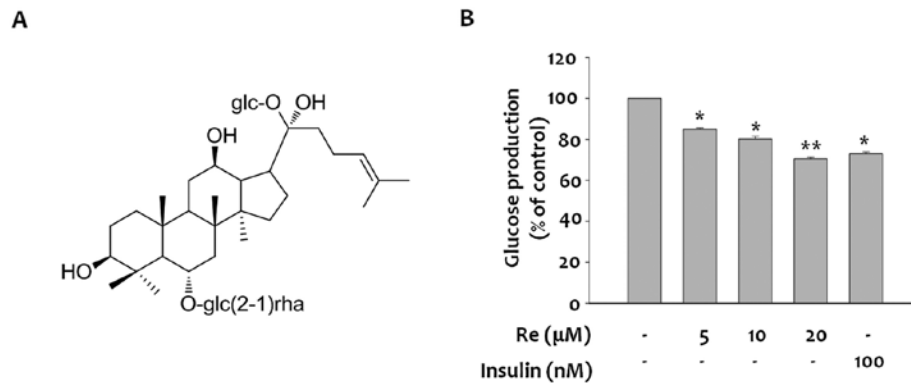 A
glc-O
OH
OH
HO
O-glc(2-1)rha
B
Glucose production
(% of control)
120
100
80
60
40
20
0
*
*
**
*
Re (μM) - 5 10 20 -
Insulin (nM) - - - - 100